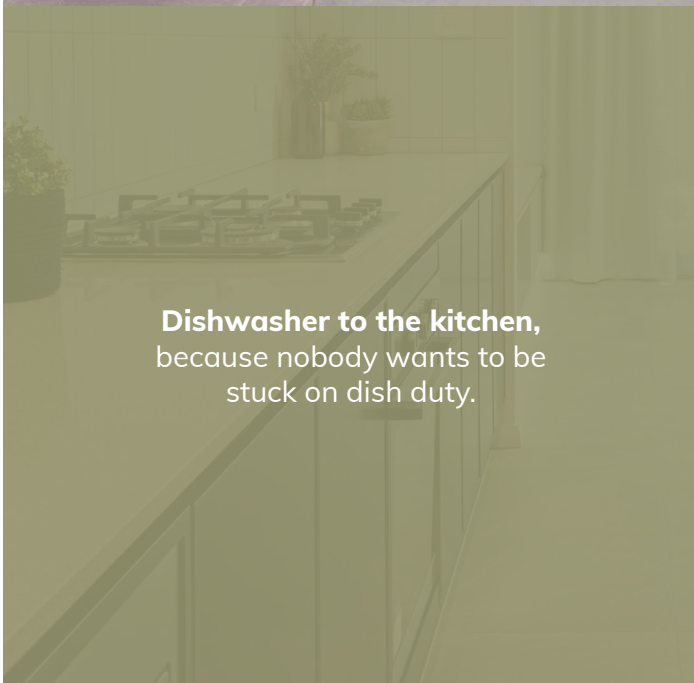 Dishwasher to the kitchen,
because nobody wants to be
stuck on dish duty.